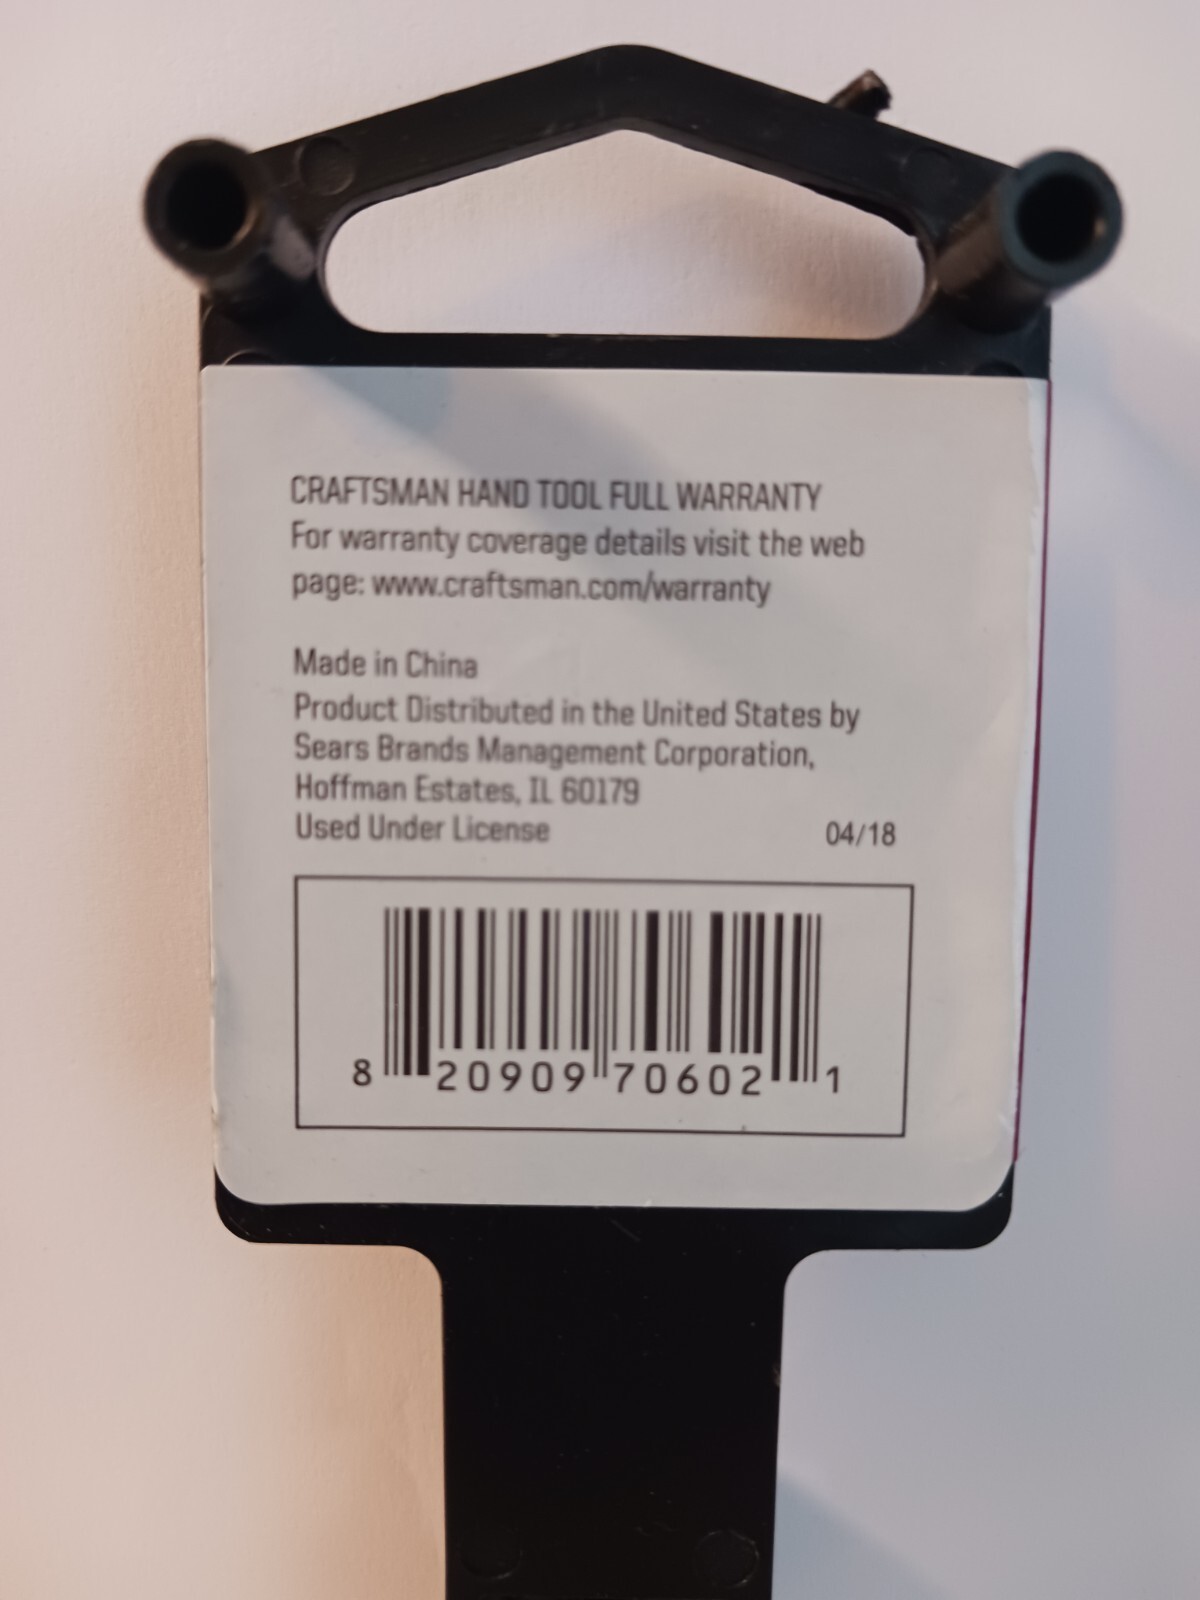 CRAFTSMAN HAND TOOL FULL WARRANTY
For warranty coverage details visit the web
page: www.craftsman.com/warranty
Made in China
Product Distributed in the United States by
Sears Brands Management Corporation,
Hoffman Estates, IL 60179
Used Under License 04/18
8 20909 70602 1